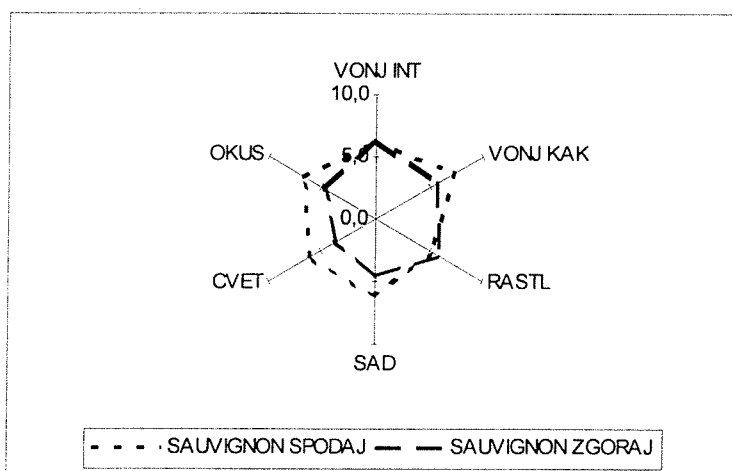 VONJ INT
10,0
OKUS
5,0
VONJ KAK
0,0
CVET
RASTL
SAD
SAUVIGNON SPODAJ
SAUVIGNON ZGORAJ